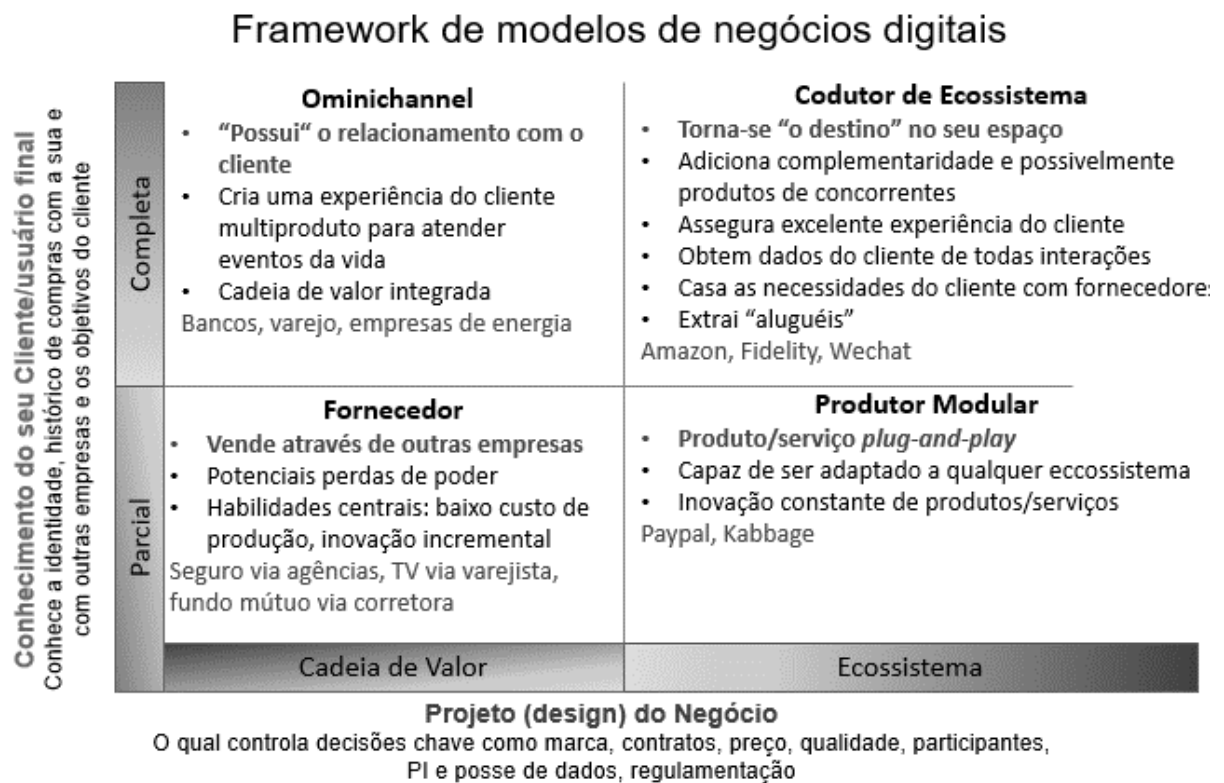 Framework de modelos de negócios digitais
Conhecimento do seu Cliente/usuário final
Conhece a identidade, histórico de compras com a sua e
com outras empresas e os objetivos do cliente
Completa
Ominichannel
• “Possui“ o relacionamento com o
cliente
• Cria uma experiência do cliente
multiproduto para atender
eventos da vida
• Cadeia de valor integrada
Bancos, varejo, empresas de energia
Codutor de Ecossistema
• Torna-se “o destino” no seu espaço
• Adiciona complementaridade e possivelmente
produtos de concorrentes
• Assegura excelente experiência do cliente
• Obtem dados do cliente de todas interações
• Casa as necessidades do cliente com fornecedores
• Extrai “aluguéis”
Amazon, Fidelity, Wechat
Parcial
Fornecedor
• Vende através de outras empresas
• Potenciais perdas de poder
• Habilidades centrais: baixo custo de
produção, inovação incremental
Seguro via agências, TV via varejista,
fundo mútuo via corretora
Produtor Modular
• Produto/serviço plug-and-play
• Capaz de ser adaptado a qualquer eccossistema
• Inovação constante de produtos/serviços
Paypal, Kabbage
Cadeia de Valor
Ecossistema
Projeto (design) do Negócio
O qual controla decisões chave como marca, contratos, preço, qualidade, participantes,
PI e posse de dados, regulamentação